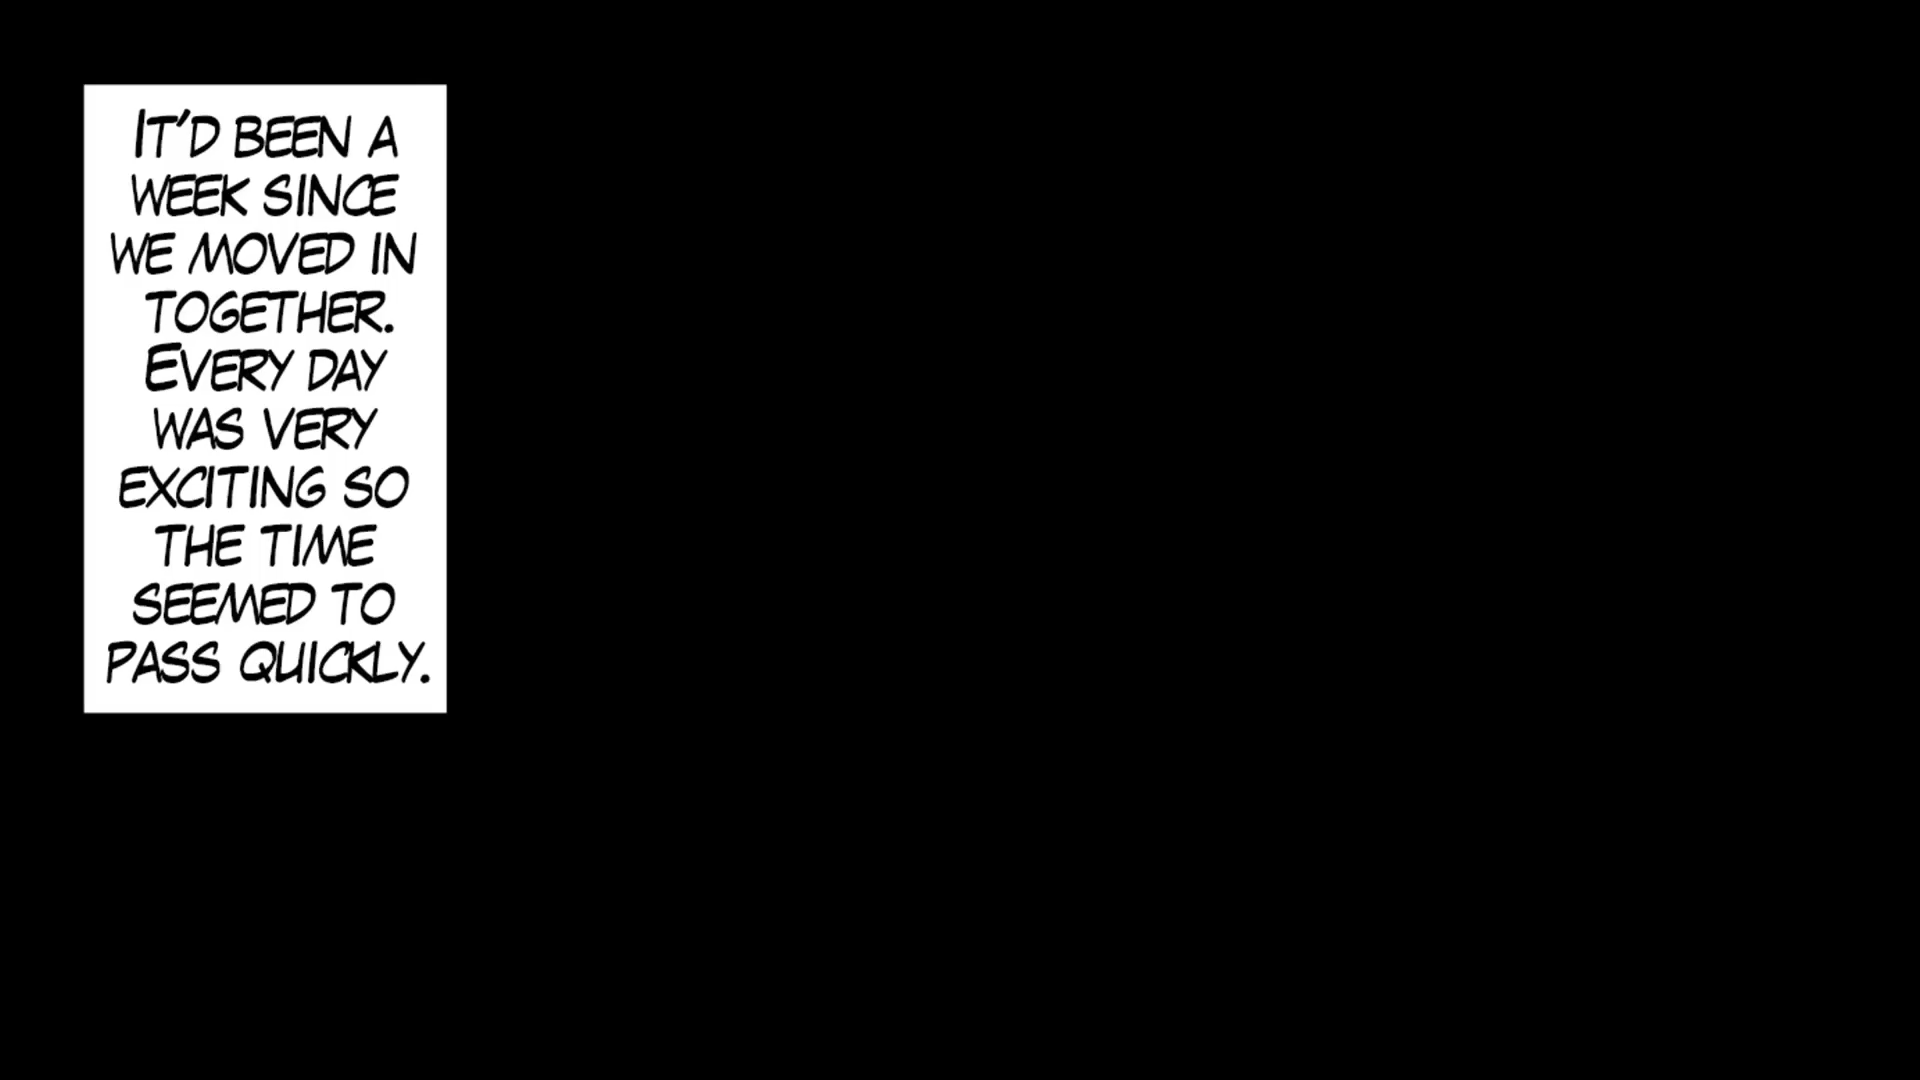 IT'D BEEN A
WEEK SINCE
WE MOVED IN
TOGETHER.
EVERY DAY
WAS VERY
EXCITING SO
THE TIME
SEEMED TO
PASS QUICKLY.